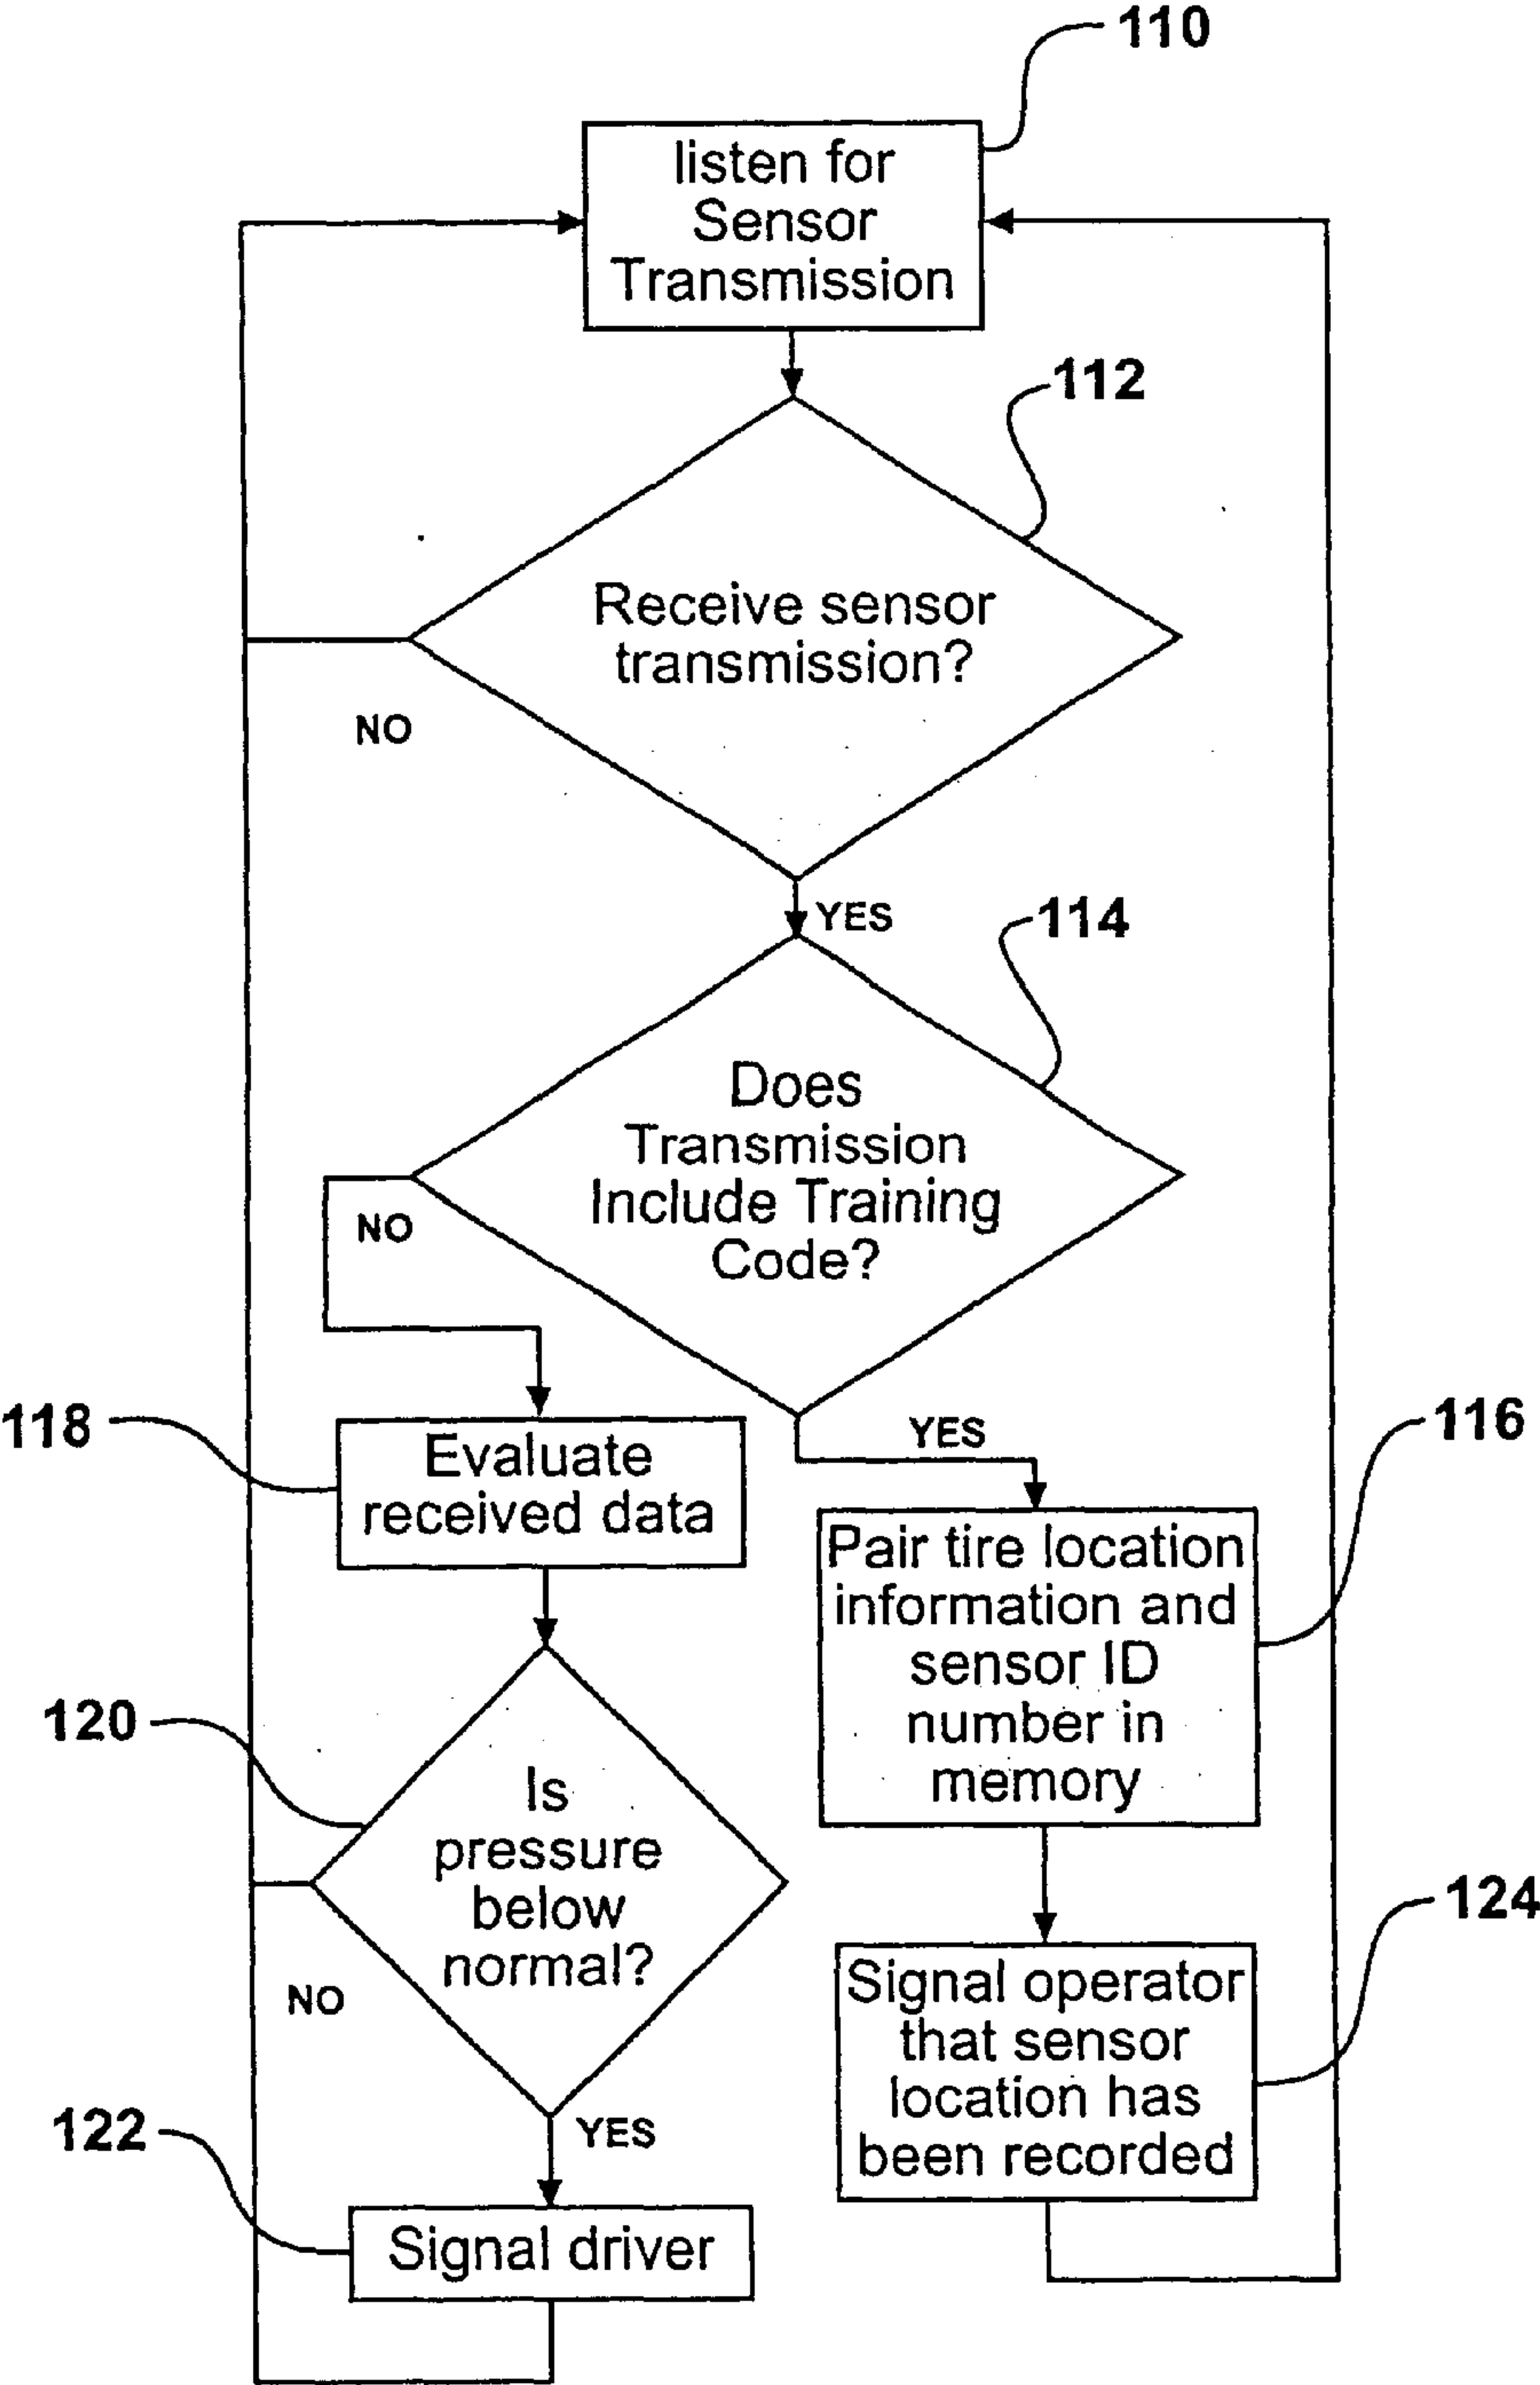 110
listen for
Sensor
Transmission
112
Receive sensor
transmission?
NO
YES
114
Does
Transmission
Include Training
Code?
NO
YES
118
Evaluate
received data
116
Pair tire location
information and
sensor ID
number in
memory
120
Is
pressure
below
normal?
NO
YES
124
Signal operator
that sensor
location has
been recorded
122
Signal driver